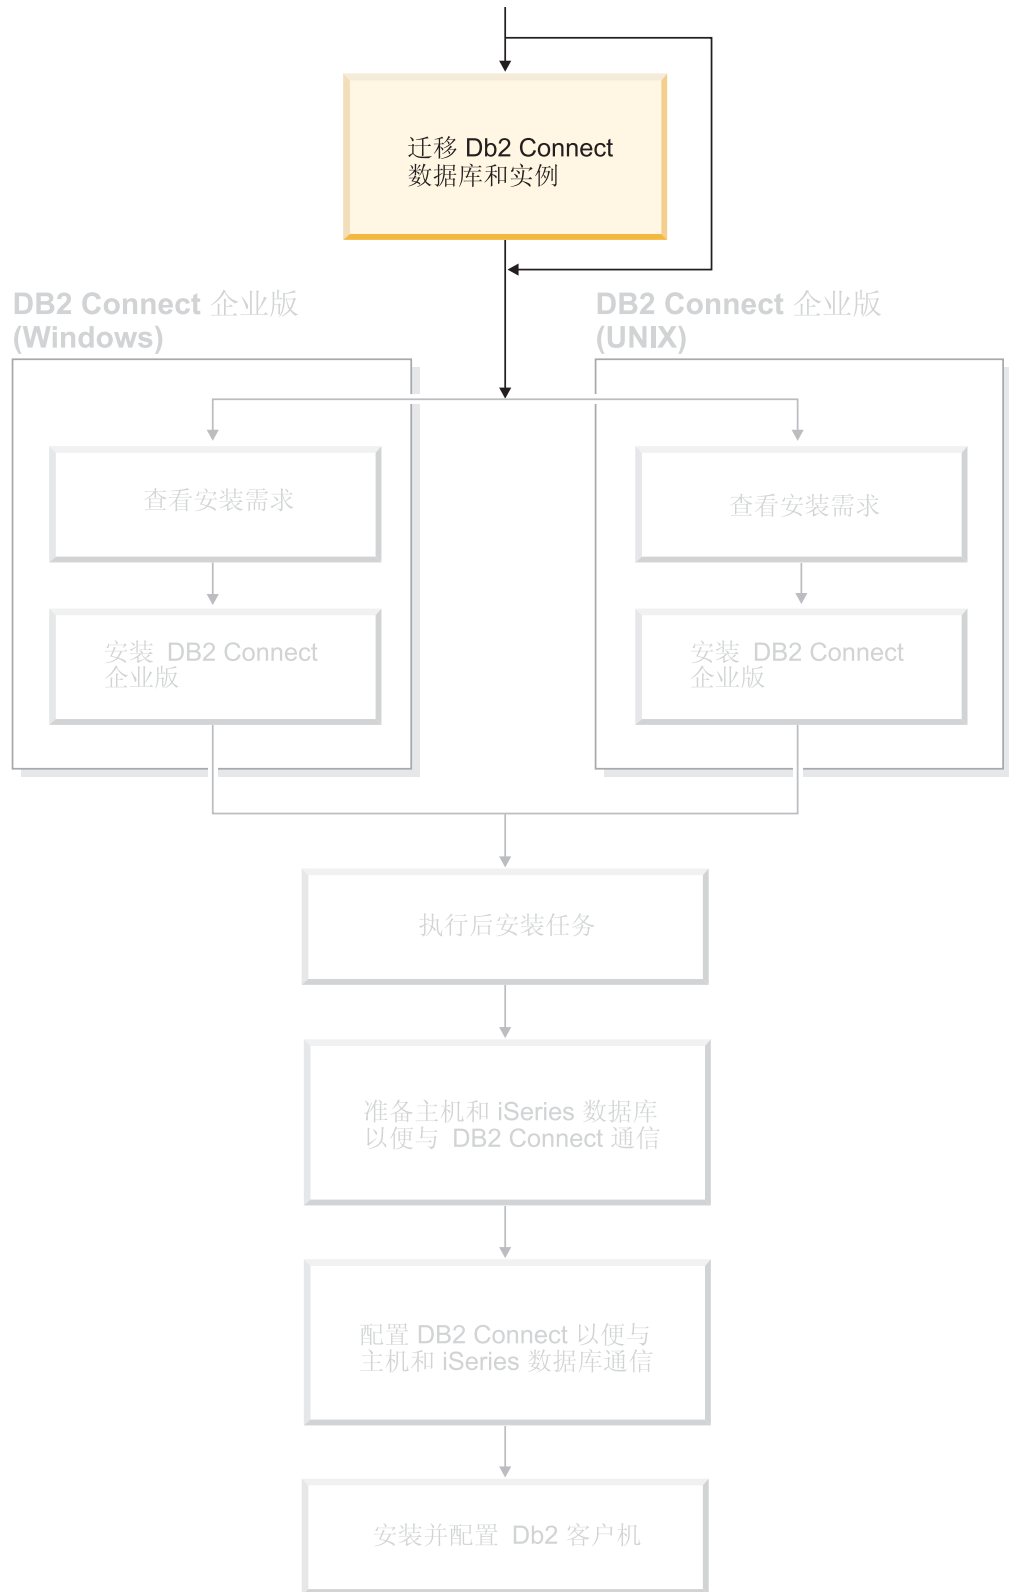 迁移 Db2 Connect
数据库和实例
DB2 Connect 企业版
(Windows)
DB2 Connect 企业版
(UNIX)
查看安装需求
查看安装需求
安装 DB2 Connect
企业版
安装 DB2 Connect
企业版
执行后安装任务
准备主机和 iSeries 数据库
以便与 DB2 Connect 通信
配置 DB2 Connect 以便与
主机和 iSeries 数据库通信
安装并配置 Db2 客户机